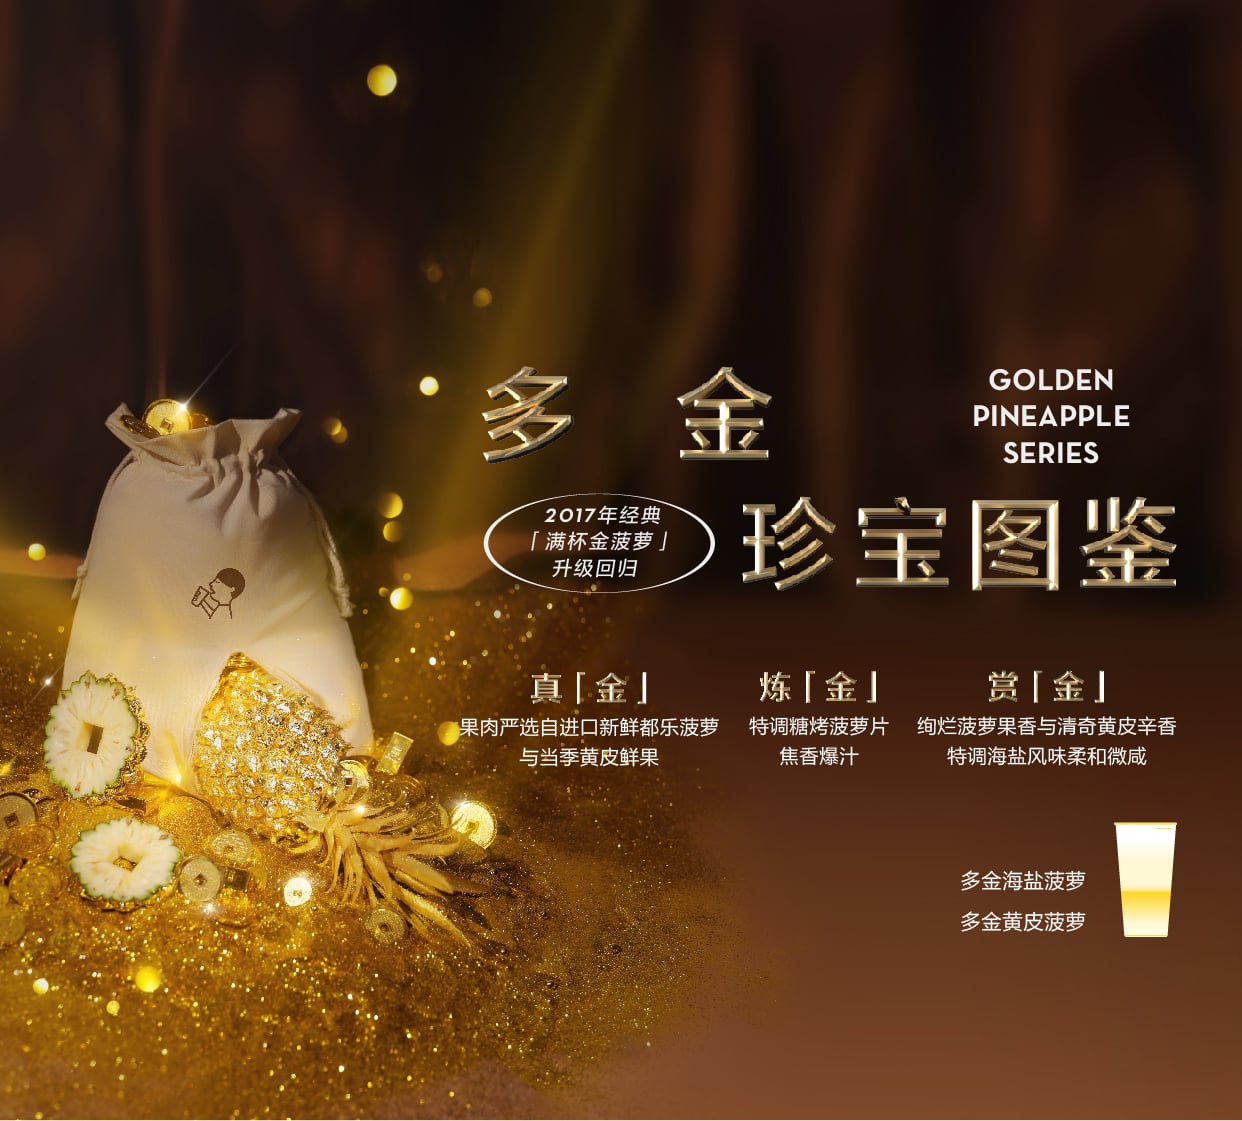 多 金
GOLDEN
PINEAPPLE
SERIES
2017年经典
「满杯金菠萝」
升级回归
珍宝图鉴
真「金」
果肉严选自进口新鲜都乐菠萝
与当季黄皮鲜果
炼「金」
特调糖烤菠萝片
焦香爆汁
赏「金」
绚烂菠萝果香与清奇黄皮辛香
特调海盐风味柔和微咸
多金海盐菠萝
多金黄皮菠萝